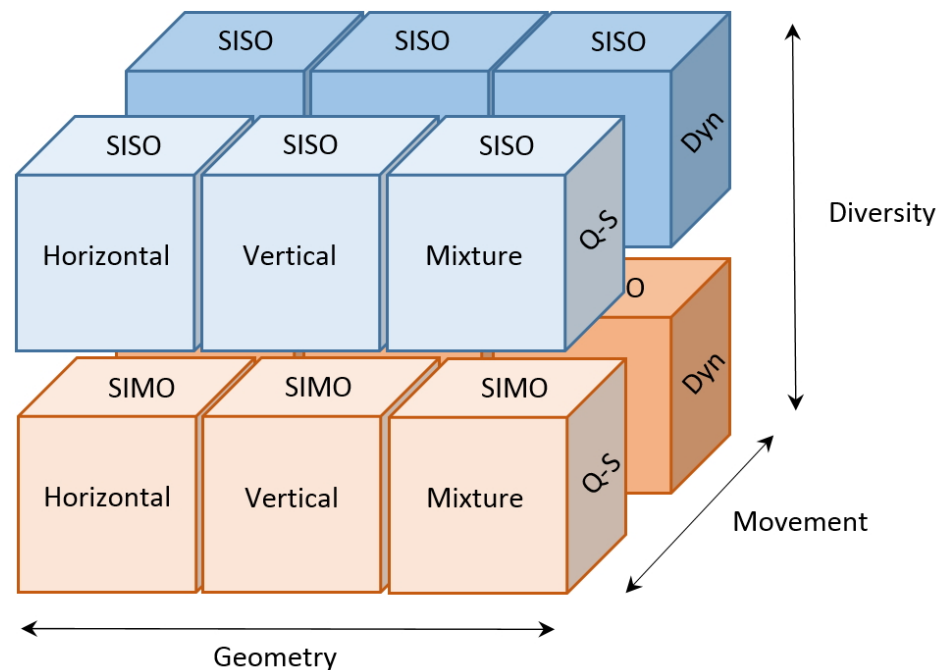 SISO
SISO
SISO
Dyn
SISO
SISO
SISO
Horizontal
Vertical
Mixture
Q-S
Diversity
O
Dyn
SIMO
SIMO
SIMO
Horizontal
Vertical
Mixture
Q-S
Movement
Geometry